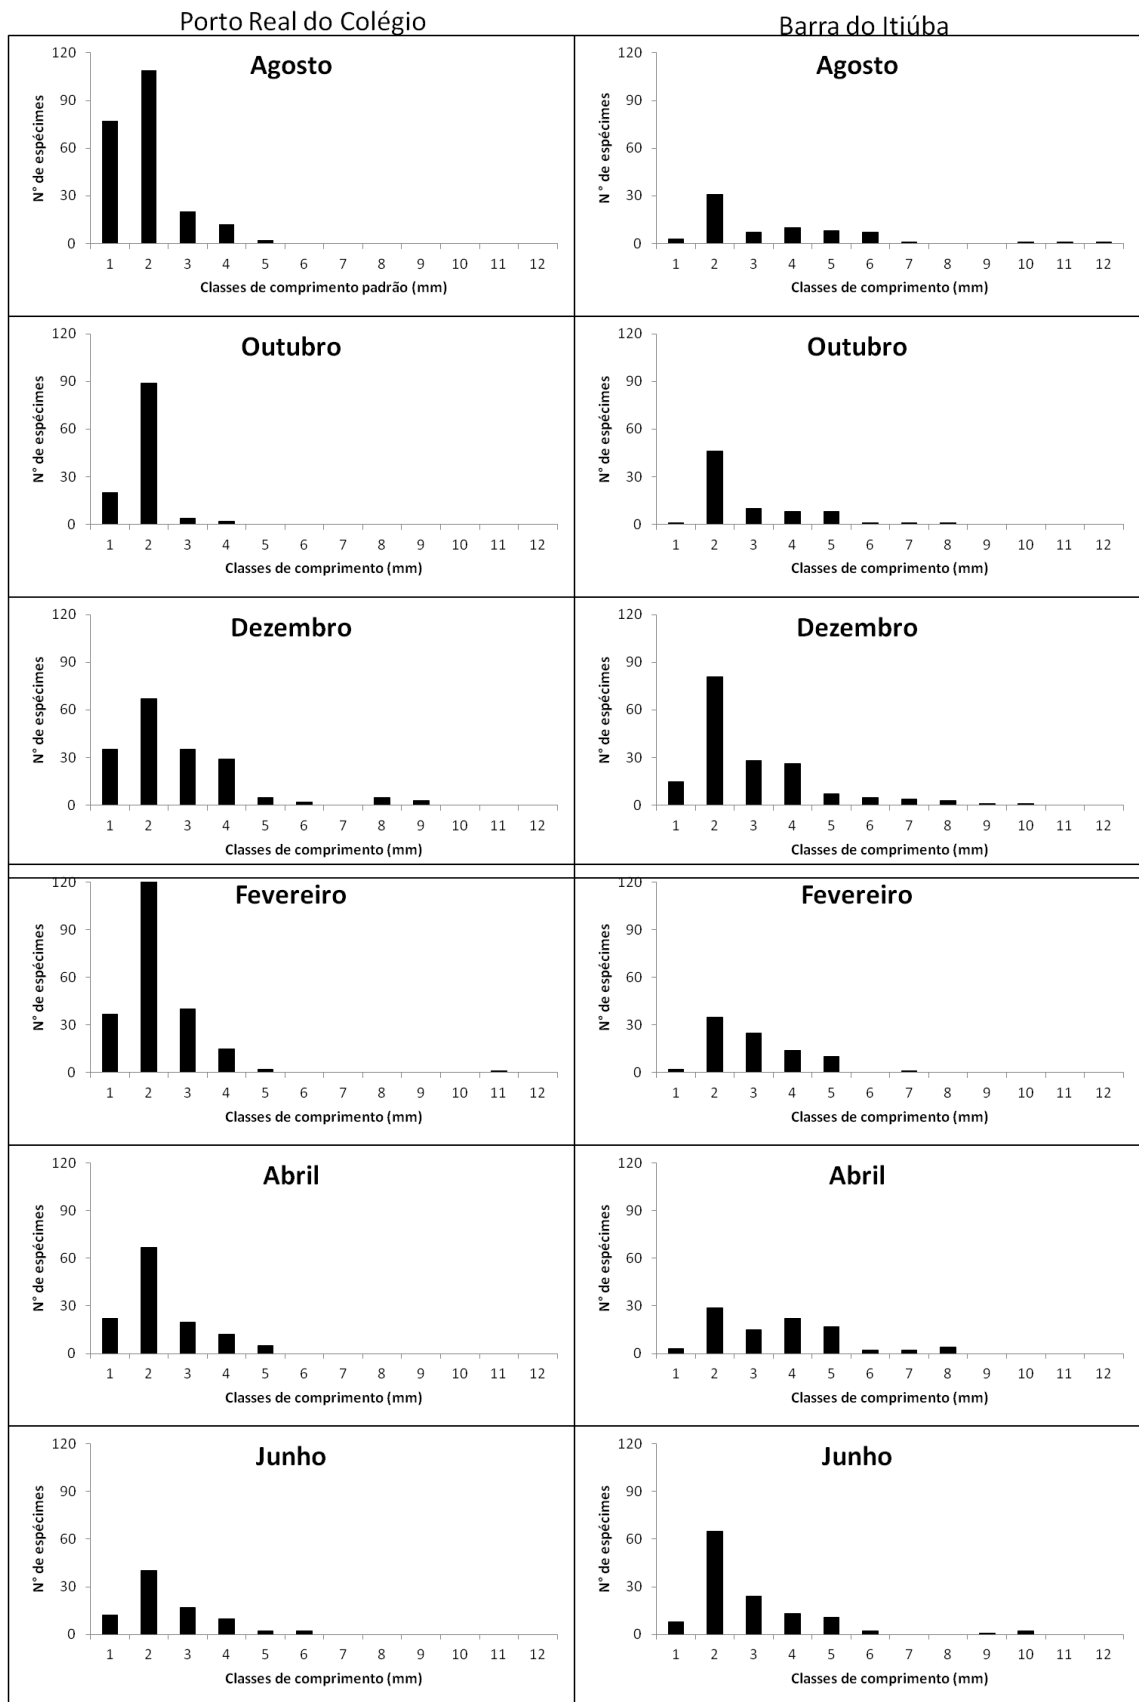 Porto Real do Colégio
Barra do Itiúba
Agosto
N° de espécimes
120
90
60
30
0
1 2 3 4 5 6 7 8 9 10 11 12
Classes de comprimento padrão (mm)
Agosto
N° de espécimes
120
90
60
30
0
1 2 3 4 5 6 7 8 9 10 11 12
Classes de comprimento (mm)
Outubro
N° de espécimes
120
90
60
30
0
1 2 3 4 5 6 7 8 9 10 11 12
Classes de comprimento (mm)
Outubro
N° de espécimes
120
90
60
30
0
1 2 3 4 5 6 7 8 9 10 11 12
Classes de comprimento (mm)
Dezembro
N° de espécimes
120
90
60
30
0
1 2 3 4 5 6 7 8 9 10 11 12
Classes de comprimento (mm)
Dezembro
N° de espécimes
120
90
60
30
0
1 2 3 4 5 6 7 8 9 10 11 12
Classes de comprimento (mm)
Fevereiro
N° de espécimes
120
90
60
30
0
1 2 3 4 5 6 7 8 9 10 11 12
Classes de comprimento (mm)
Fevereiro
N° de espécimes
120
90
60
30
0
1 2 3 4 5 6 7 8 9 10 11 12
Classes de comprimento (mm)
Abril
N° de espécimes
120
90
60
30
0
1 2 3 4 5 6 7 8 9 10 11 12
Classes de comprimento (mm)
Abril
N° de espécimes
120
90
60
30
0
1 2 3 4 5 6 7 8 9 10 11 12
Classes de comprimento (mm)
Junho
N° de espécimes
120
90
60
30
0
1 2 3 4 5 6 7 8 9 10 11 12
Classes de comprimento (mm)
Junho
N° de espécimes
120
90
60
30
0
1 2 3 4 5 6 7 8 9 10 11 12
Classes de comprimento (mm)